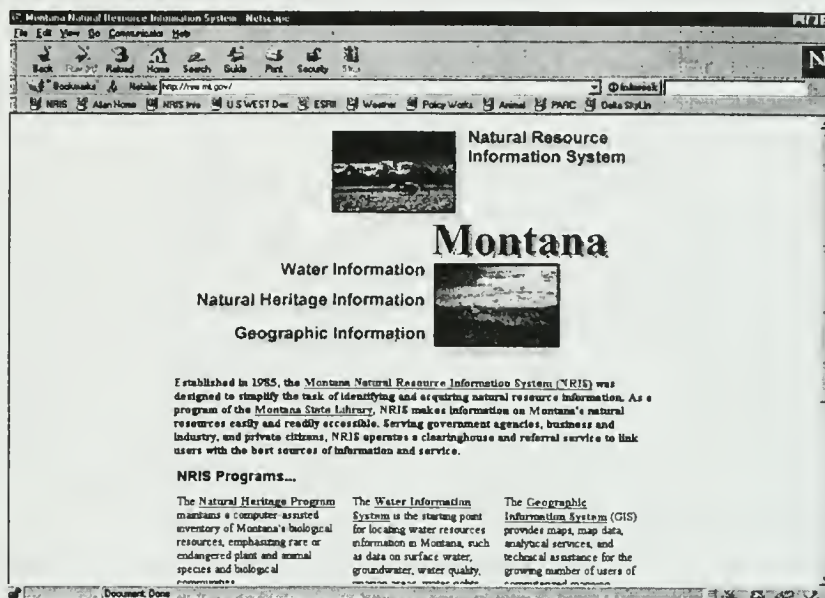 Montana Natural Resource Information System - Netscape
File Edit View Go Communicator Help
Back Reload Home Search Guide Print Security Stop
N
Bookmarks Netsite: http://nris.mt.gov/
NRIS Alan Home NRIS Info U S WEST Dex ESRI Weather Policy Works Animal PARC
Natural Resource
Information System
Montana
Water Information
Natural Heritage Information
Geographic Information
Established in 1985, the Montana Natural Resource Information System (NRIS) was
designed to simplify the task of identifying and acquiring natural resource information. As a
program of the Montana State Library, NRIS makes information on Montana's natural
resources easily and readily accessible. Serving government agencies, business and
industry, and private citizens, NRIS operates a clearinghouse and referral service to link
users with the best sources of information and service.
NRIS Programs...
The Natural Heritage Program
maintains a computer-assisted
inventory of Montana's biological
resources, emphasizing rare or
endangered plant and animal
species and biological
communities
The Water Information
System is the starting point
for locating water resources
information in Montana, such
as data on surface water,
groundwater, water quality,
water rights
The Geographic
Information System (GIS)
provides maps, map data,
analytical services, and
technical assistance for the
growing number of users of
computerized mapping
Document Done